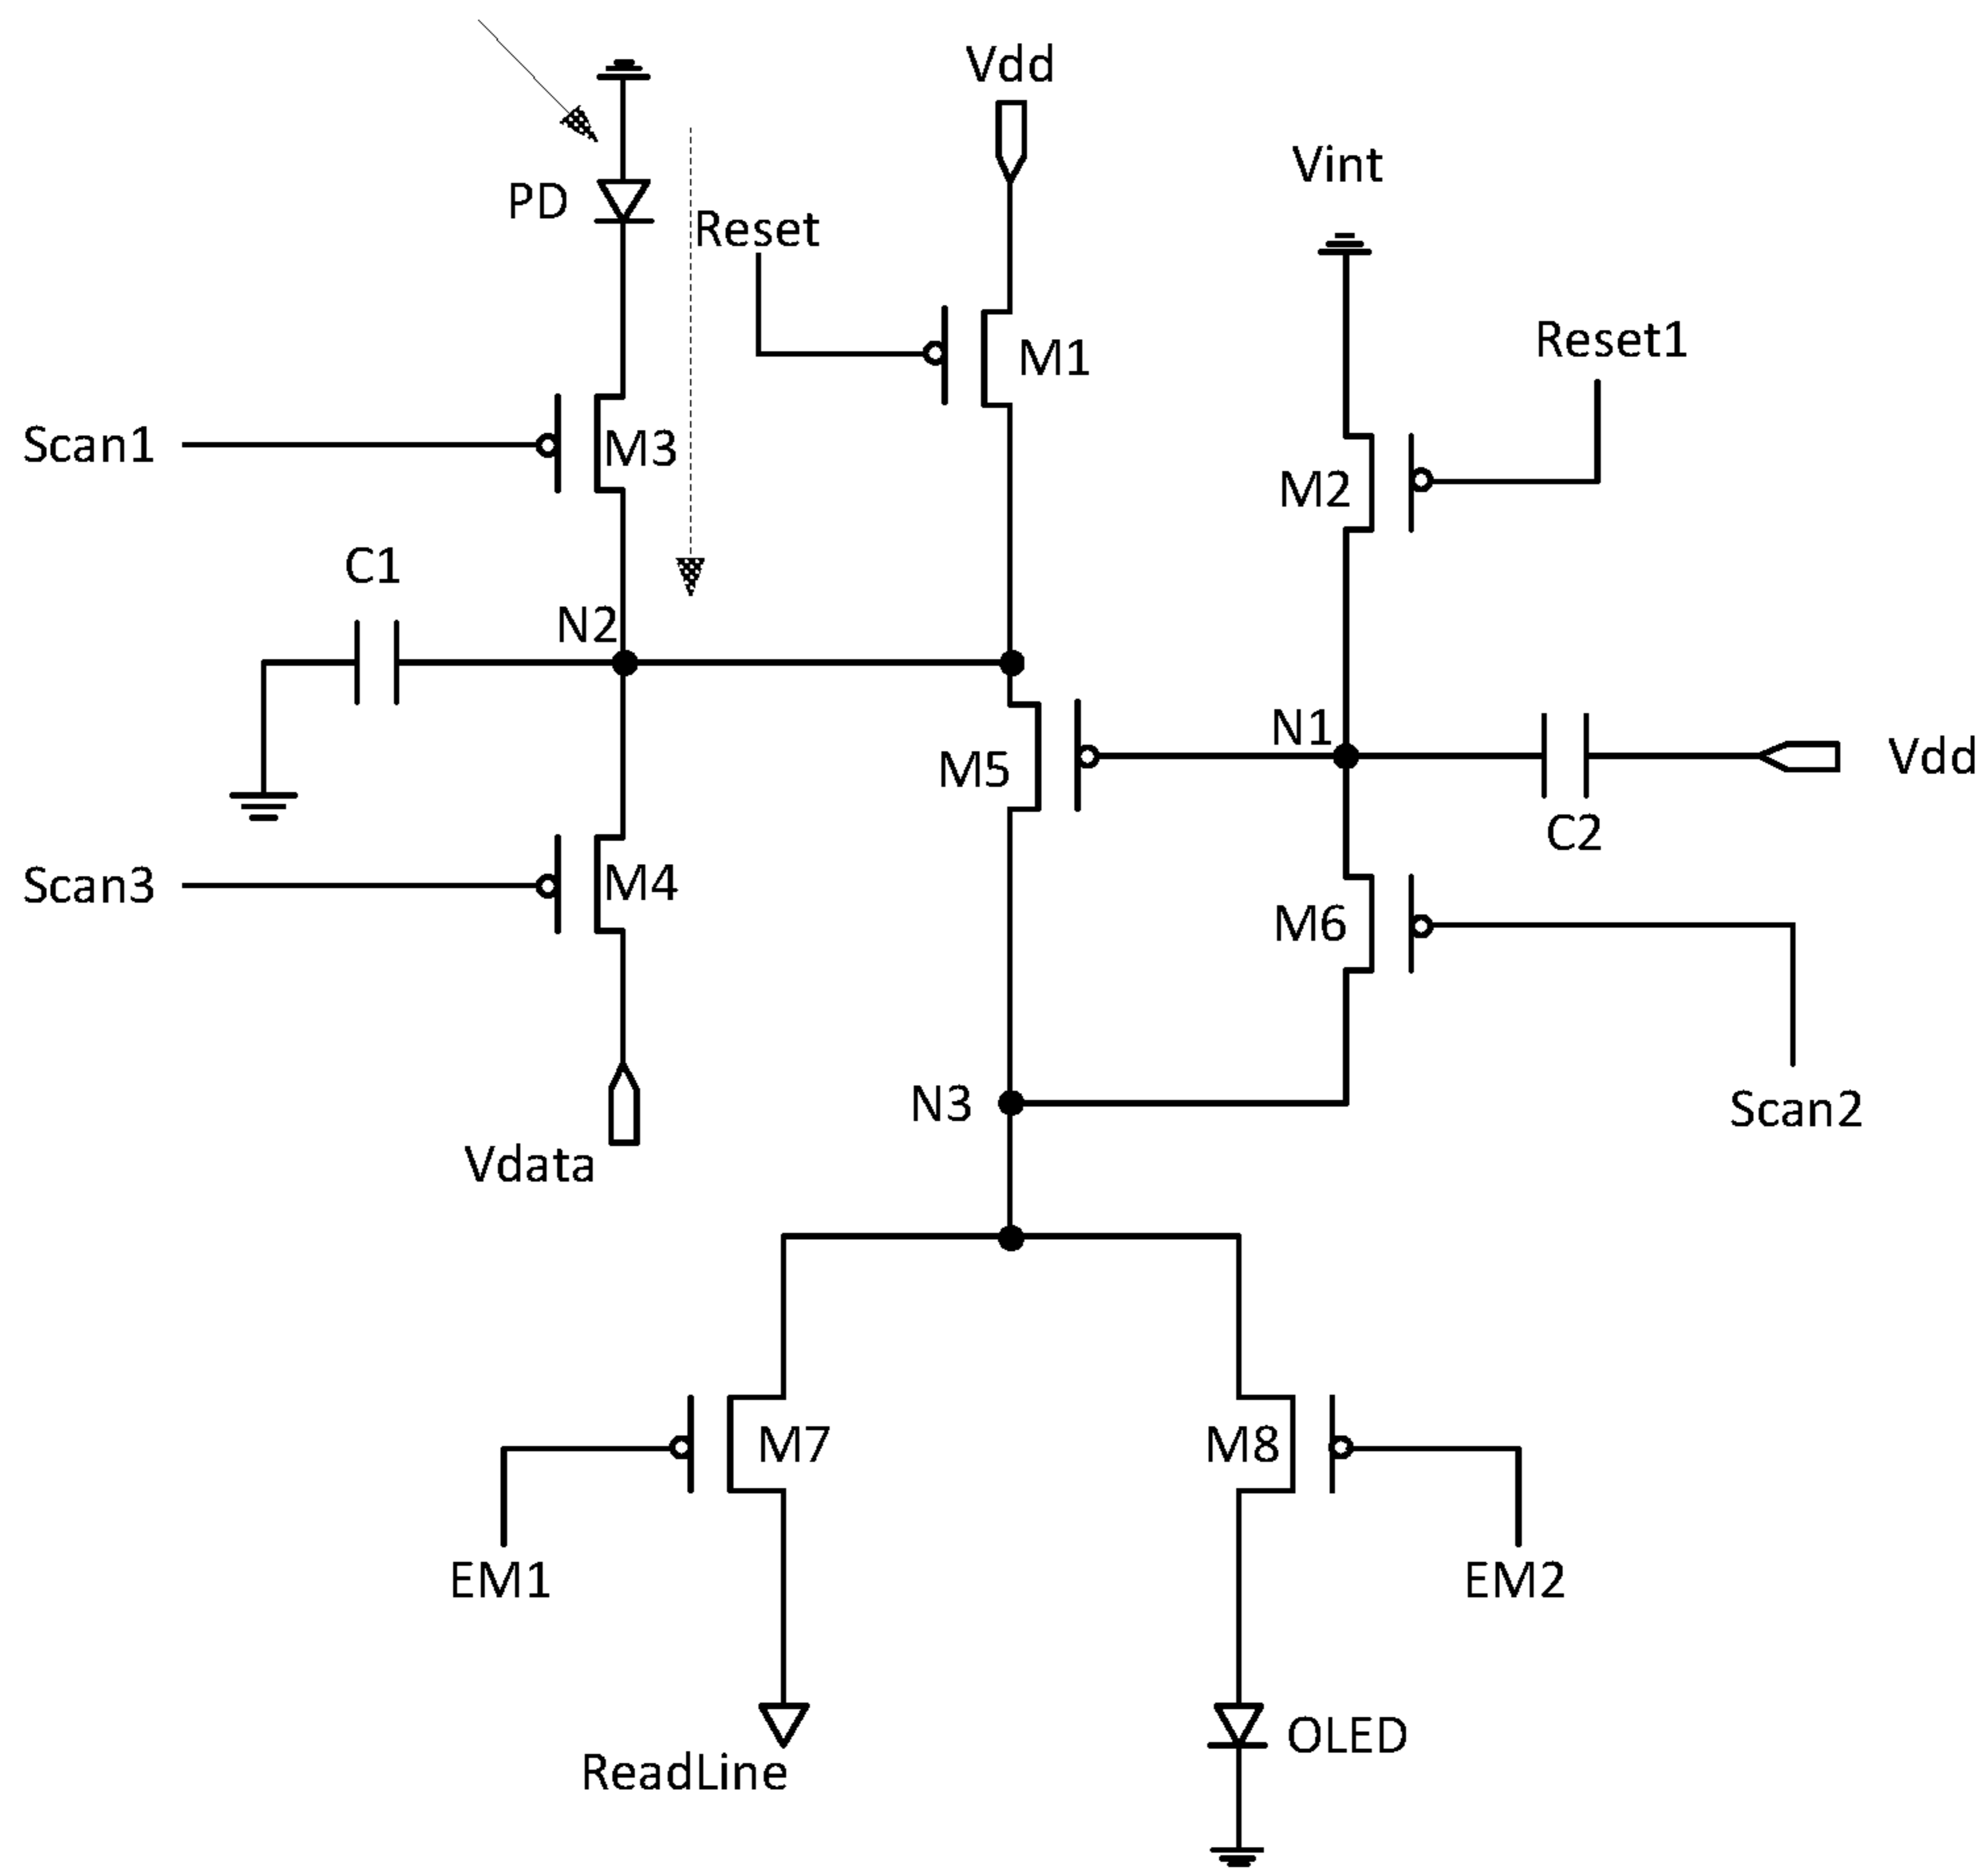 Vdd
Vint
PD
Reset
Reset1
M1
Scan1
M3
M2
C1
N2
N1
M5
Vdd
C2
Scan3
M4
M6
N3
Scan2
Vdata
M7
M8
EM1
EM2
OLED
ReadLine